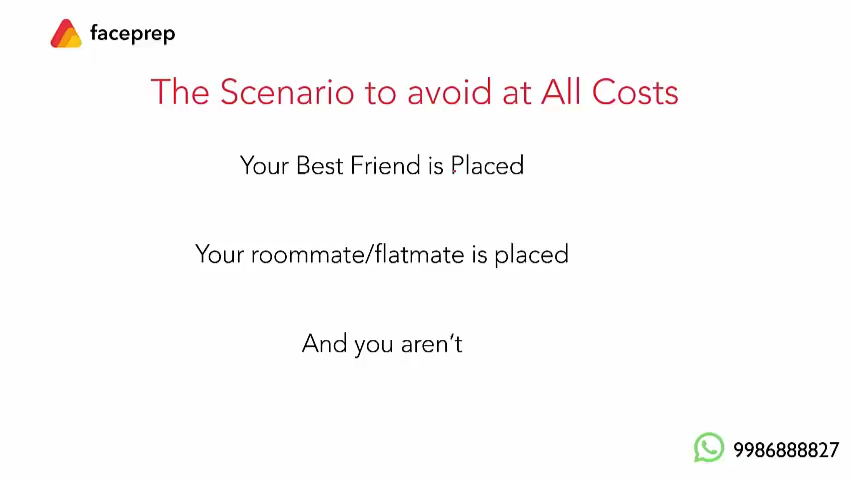 faceprep
The Scenario to avoid at All Costs
Your Best Friend is Placed
Your roommate/flatmate is placed
And you aren’t
9986888827